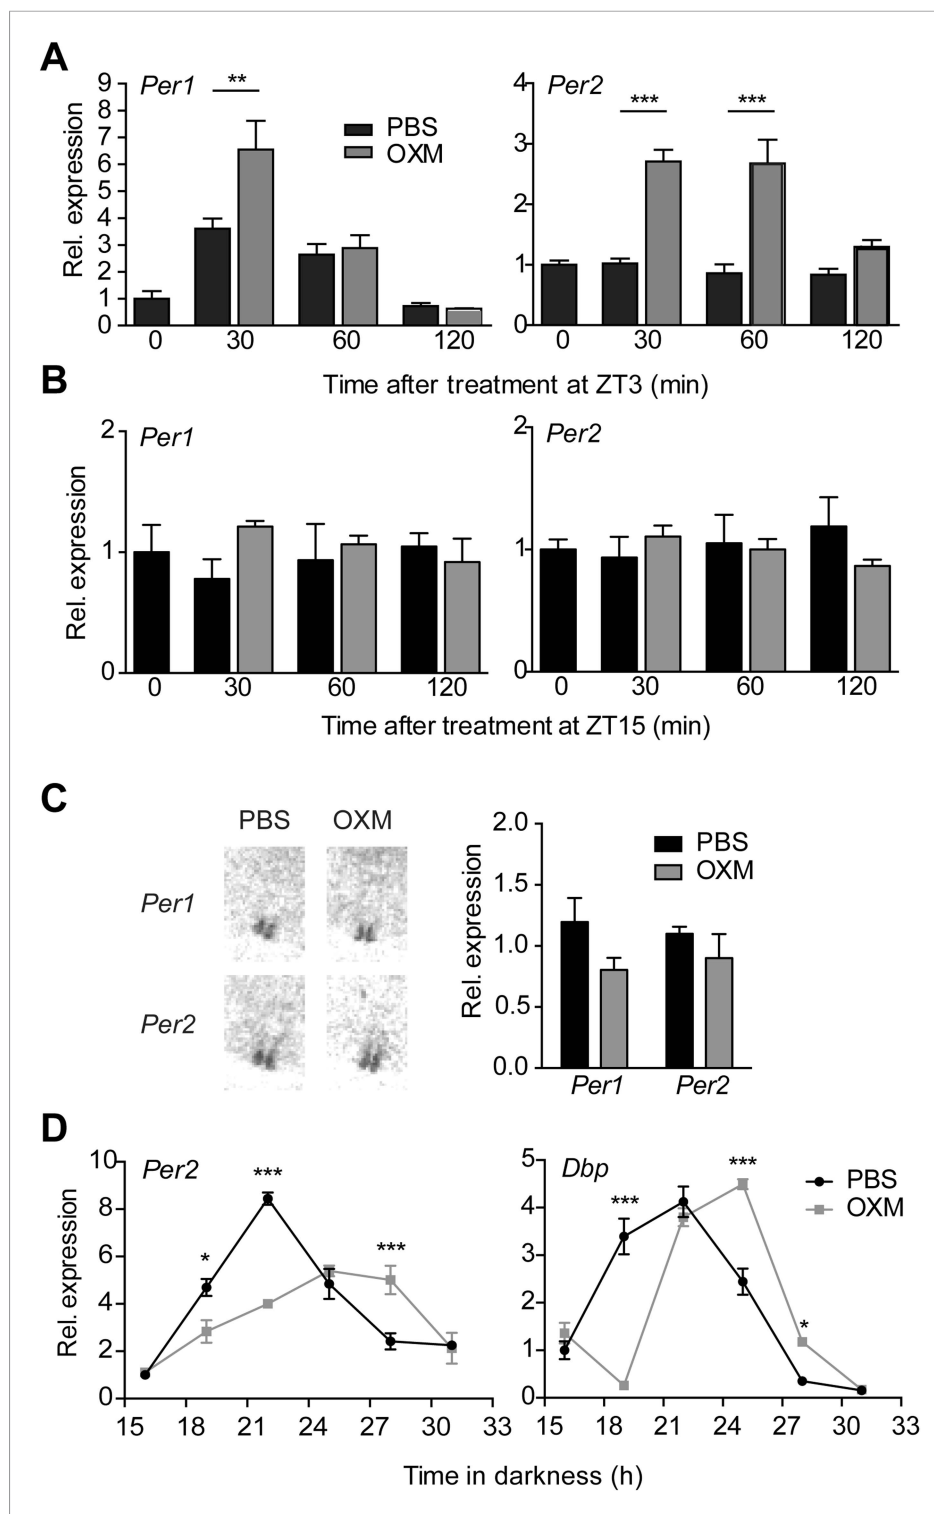 A
Per1
**
9
8
7
6
5
4
3
2
1
0
Rel. expression
PBS
OXM
0 30 60 120
Per2
***
***
4
3
2
1
0
0 30 60 120
Time after treatment at ZT3 (min)
B
Per1
2
1
0
Rel. expression
0 30 60 120
Per2
2
1
0
0 30 60 120
Time after treatment at ZT15 (min)
C
PBS OXM
Per1
Per2
2.0
1.5
1.0
0.5
0.0
Rel. expression
PBS
OXM
Per1 Per2
D
Per2
10
8
6
4
2
0
Rel. expression
*
***
***
15 18 21 24 27 30 33
Dbp
5
4
3
2
1
0
***
***
*
PBS
OXM
15 18 21 24 27 30 33
Time in darkness (h)